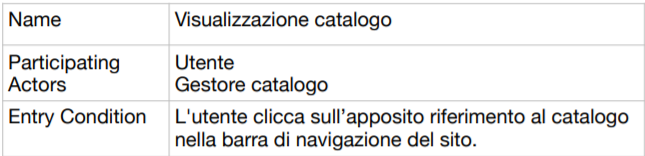 Name Visualizzazione catalogo
Participating Utente
Actors Gestore catalogo
Entry Condition L'utente clicca sull’apposito riferimento al catalogo
nella barra di navigazione del sito.